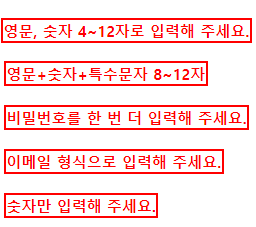 영문, 숫자 4~12자로 입력해 주세요.
영문+숫자+특수문자 8~12자
비밀번호를 한 번 더 입력해 주세요.
이메일 형식으로 입력해 주세요.
숫자만 입력해 주세요.